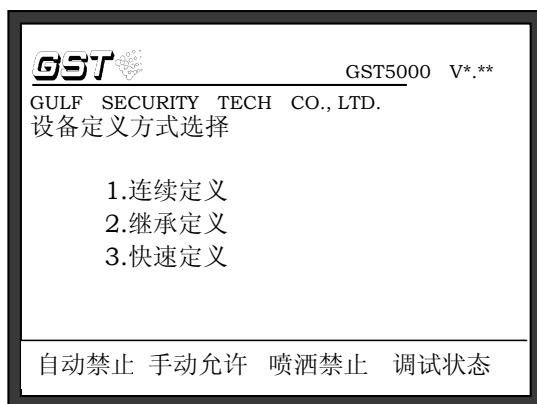 GST
GST5000 V*.**
GULF SECURITY TECH CO., LTD.
设备定义方式选择
1.连续定义
2.继承定义
3.快速定义
自动禁止 手动允许 喷洒禁止 调试状态